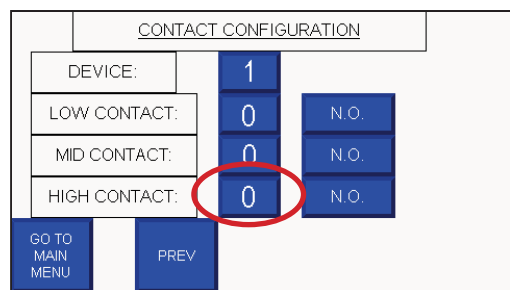 CONTACT CONFIGURATION
DEVICE: 1
LOW CONTACT: 0 N.O.
MID CONTACT: 0 N.O.
HIGH CONTACT: 0 N.O.
GO TO
MAIN
MENU
PREV